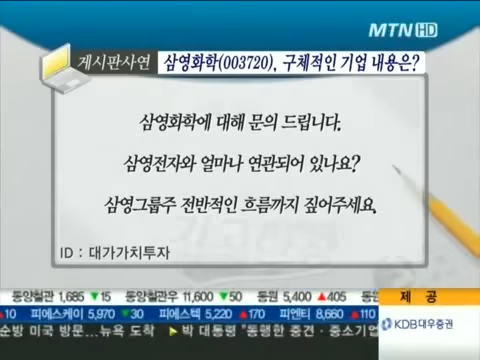 MTN HD
게시판사연
삼영화학(003720), 구체적인 기업 내용은?
삼영화학에 대해 문의 드립니다.
삼영전자와 얼마나 연관되어 있나요?
삼영그룹주 전반적인 흐름까지 짚어주세요.
ID : 대가가치투자
동양철관 1,685 ▼15 동양철관우 11,600 ▼50 동원 5,400 ▲405 동
제 공
▲110 피에스케이 5,970 ▼30 피에스텍 5,220 ▲170 피엔티 8,660 ▲110
KDB대우증권
순방 미국 방문...뉴욕 도착 ▷ 박 대통령 "동행한 중견·중소기업